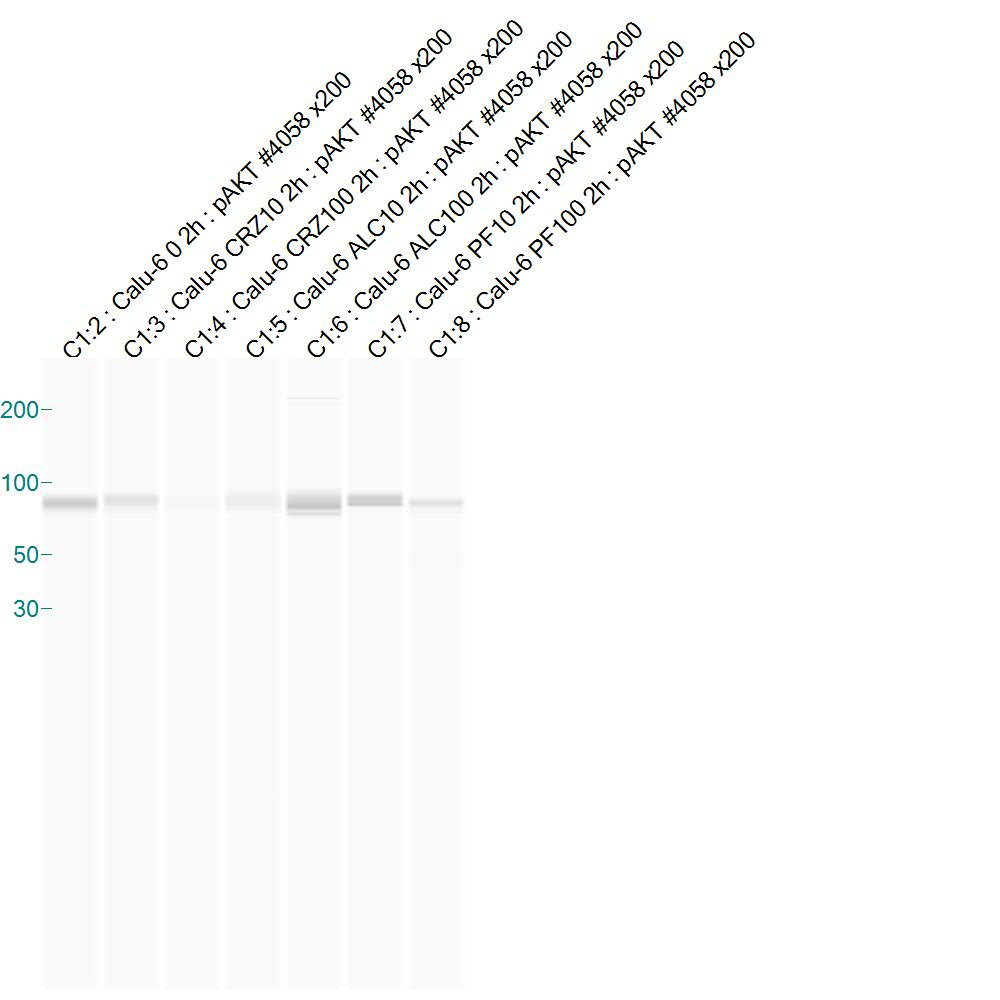 C1:2 : Calu-6 0 2h : pAKT #4058 x200
C1:3 : Calu-6 CRZ10 2h : pAKT #4058 x200
C1:4 : Calu-6 CRZ100 2h : pAKT #4058 x200
C1:5 : Calu-6 ALC10 2h : pAKT #4058 x200
C1:6 : Calu-6 ALC100 2h : pAKT #4058 x200
C1:7 : Calu-6 PF10 2h : pAKT #4058 x200
C1:8 : Calu-6 PF100 2h : pAKT #4058 x200
200
100
50
30